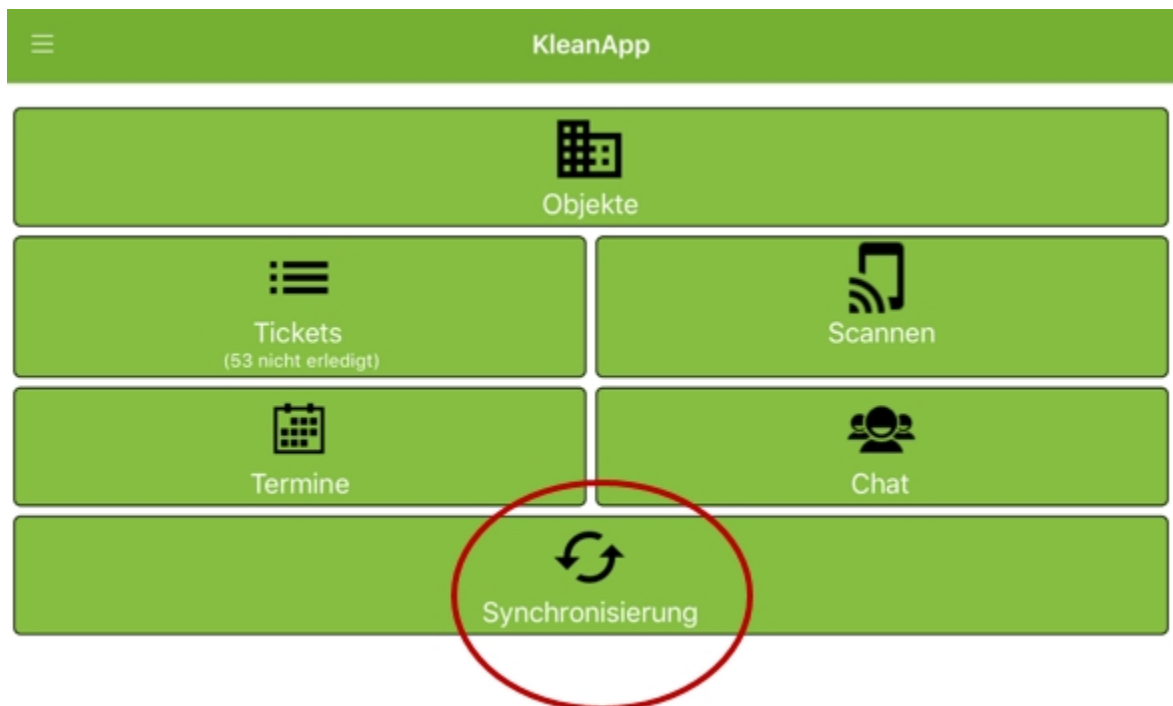 KleanApp
Objekte
Tickets
(53 nicht erledigt)
Scannen
Termine
Chat
Synchronisierung